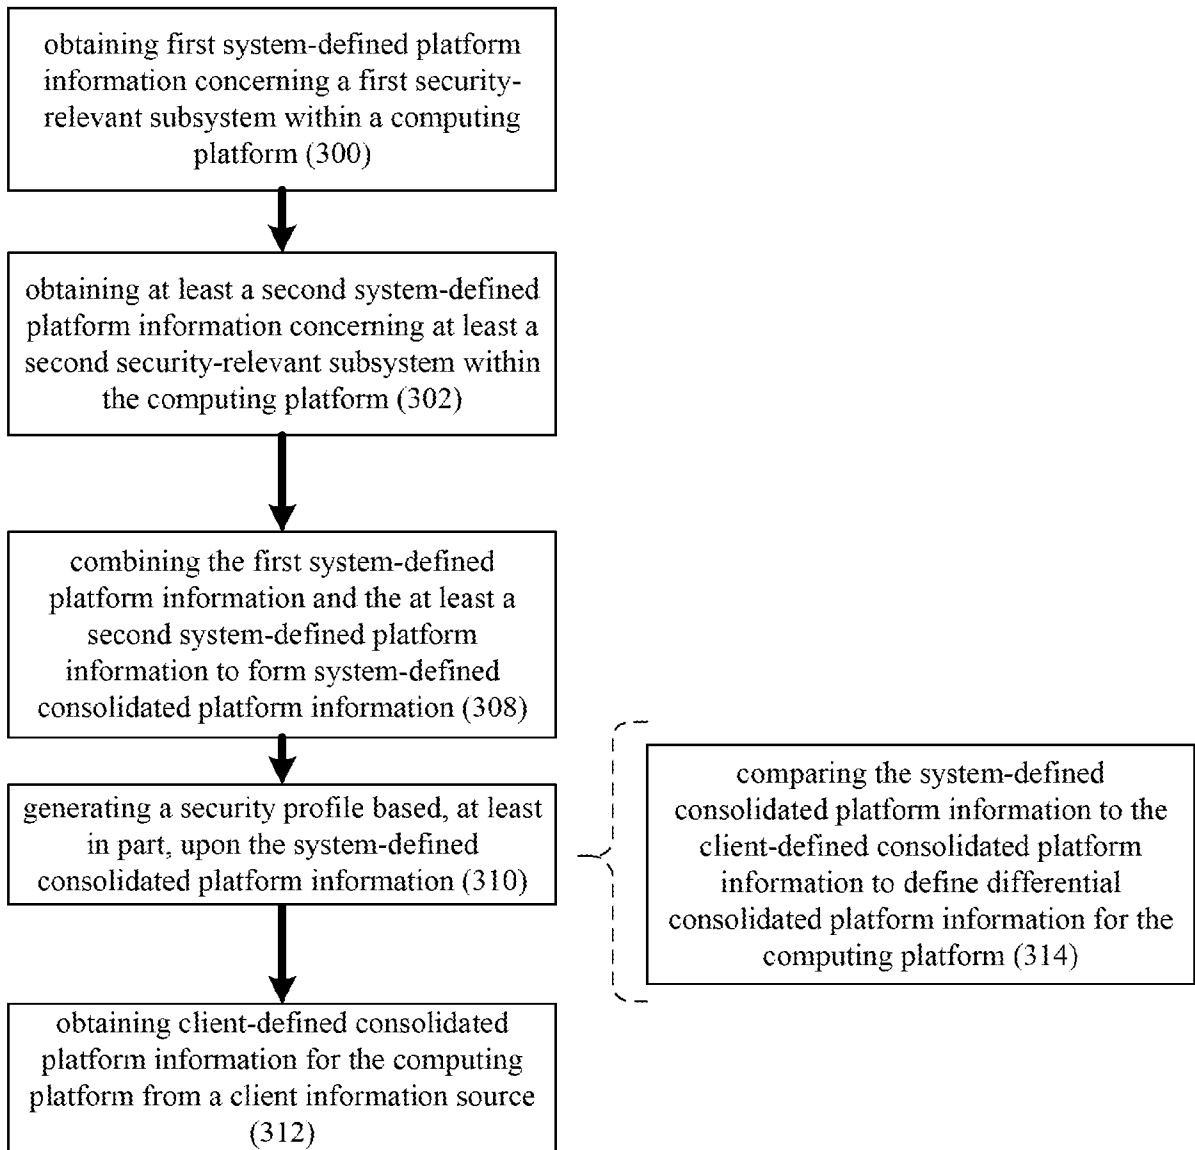 obtaining first system-defined platform
information concerning a first security-
relevant subsystem within a computing
platform (300)
obtaining at least a second system-defined
platform information concerning at least a
second security-relevant subsystem within
the computing platform (302)
combining the first system-defined
platform information and the at least a
second system-defined platform
information to form system-defined
consolidated platform information (308)
generating a security profile based, at least
in part, upon the system-defined
consolidated platform information (310)
comparing the system-defined
consolidated platform information to the
client-defined consolidated platform
information to define differential
consolidated platform information for the
computing platform (314)
obtaining client-defined consolidated
platform information for the computing
platform from a client information source
(312)